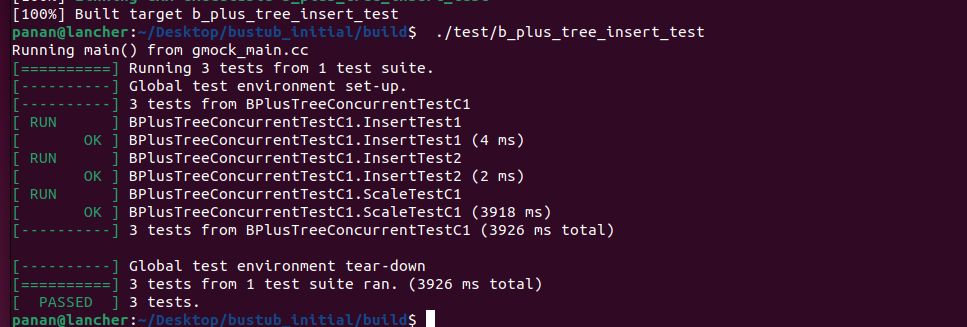 [100%] Built target b_plus_tree_insert_test
panan@lancher:~/Desktop/bustub_initial/build$  ./test/b_plus_tree_insert_test
Running main() from gmock_main.cc
[==========] Running 3 tests from 1 test suite.
[----------] Global test environment set-up.
[----------] 3 tests from BPlusTreeConcurrentTestC1
[ RUN      ] BPlusTreeConcurrentTestC1.InsertTest1
[       OK ] BPlusTreeConcurrentTestC1.InsertTest1 (4 ms)
[ RUN      ] BPlusTreeConcurrentTestC1.InsertTest2
[       OK ] BPlusTreeConcurrentTestC1.InsertTest2 (2 ms)
[ RUN      ] BPlusTreeConcurrentTestC1.ScaleTestC1
[       OK ] BPlusTreeConcurrentTestC1.ScaleTestC1 (3918 ms)
[----------] 3 tests from BPlusTreeConcurrentTestC1 (3926 ms total)

[----------] Global test environment tear-down
[==========] 3 tests from 1 test suite ran. (3926 ms total)
[  PASSED  ] 3 tests.
panan@lancher:~/Desktop/bustub_initial/build$